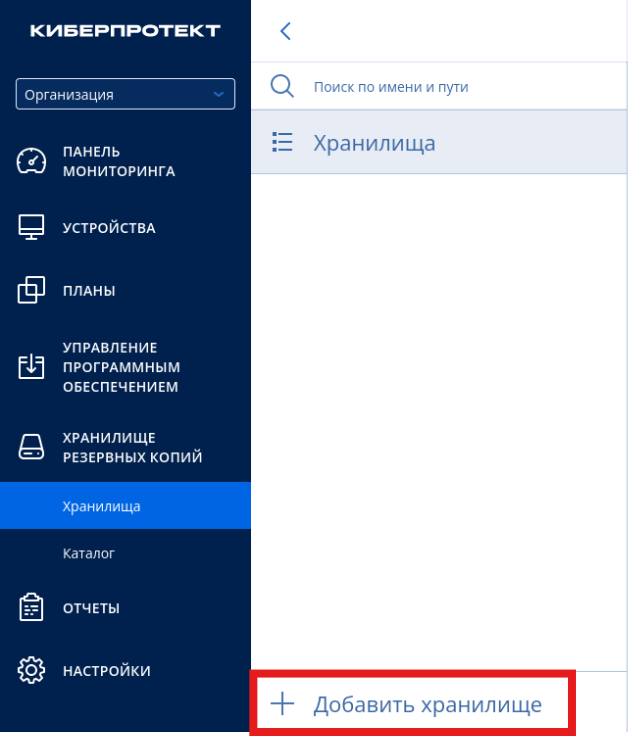 КИБЕРПРОТЕКТ
Организация
ПАНЕЛЬ
МОНИТОРИНГА
УСТРОЙСТВА
ПЛАНЫ
УПРАВЛЕНИЕ
ПРОГРАММНЫМ
ОБЕСПЕЧЕНИЕМ
ХРАНИЛИЩЕ
РЕЗЕРВНЫХ КОПИЙ
Хранилища
Каталог
ОТЧЕТЫ
НАСТРОЙКИ
Поиск по имени и пути
Хранилища
Добавить хранилище